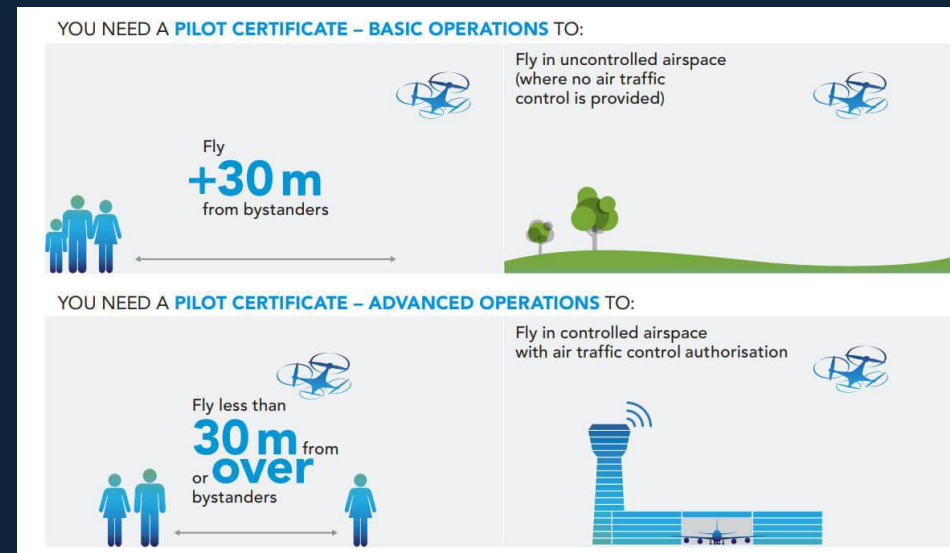 YOU NEED A PILOT CERTIFICATE – BASIC OPERATIONS TO:
Fly
+30 m
from bystanders
Fly in uncontrolled airspace
(where no air traffic
control is provided)
YOU NEED A PILOT CERTIFICATE – ADVANCED OPERATIONS TO:
Fly less than
30 m from
or over
bystanders
Fly in controlled airspace
with air traffic control authorisation